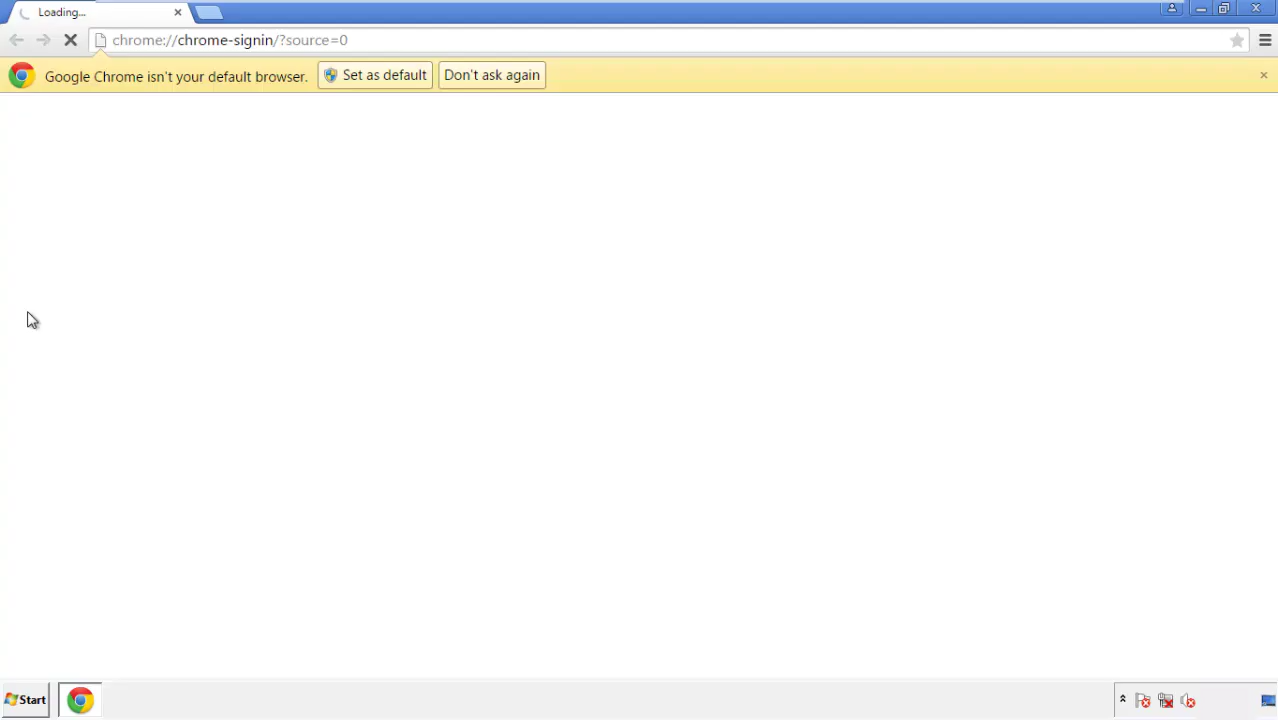 Loading...
chrome://chrome-signin/?source=0
Google Chrome isn't your default browser. Set as default Don't ask again
Start